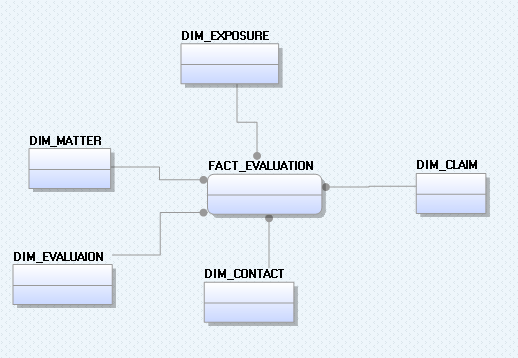 DIM_EXPOSURE
DIM_MATTER
FACT_EVALUATION
DIM_CLAIM
DIM_EVALUAION
DIM_CONTACT